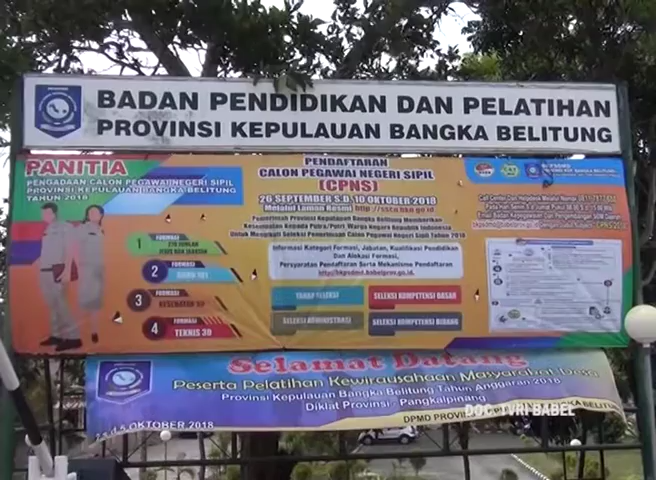 BADAN PENDIDIKAN DAN PELATIHAN
PROVINSI KEPULAUAN BANGKA BELITUNG
PANITIA
PENGADAAN CALON PEGAWAI NEGERI SIPIL
PROVINSI KEPULAUAN BANGKA BELITUNG
TAHUN 2018
PENDAFTARAN
CALON PEGAWAI NEGERI SIPIL
(CPNS)
26 SEPTEMBER S.D 10 OKTOBER 2018
Melalui Laman Resmi http://sscn.bkn.go.id
Pemerintah Provinsi Kepulauan Bangka Belitung Memberikan
Kesempatan Kepada Putra/Putri Warga Negara Republik Indonesia
Untuk Mengikuti Seleksi Penerimaan Calon Pegawai Negeri Sipil Tahun 2018
Informasi Kategori Formasi, Jabatan, Kualifikasi Pendidikan
Dan Alokasi Formasi,
Persyaratan Pendaftaran Serta Mekanisme Pendaftaran
http://bkpsdmd.babelprov.go.id
1 FORMASI
2 FORMASI
GURU
3 FORMASI
KESEHATAN
4 FORMASI
TEKNIS 30
TAHAP SELEKSI
SELEKSI KOMPETENSI DASAR
SELEKSI ADMINISTRASI
SELEKSI KOMPETENSI BIDANG
Selamat Datang
Peserta Pelatihan Kewirausahaan Masyarakat Desa
Provinsi Kepulauan Bangka Belitung Tahun Anggaran 2018
Diklat Provinsi - Pangkalpinang
OKTOBER 2018
DPMD PROVINSI
BELITUNG
DOC TVRI BABEL